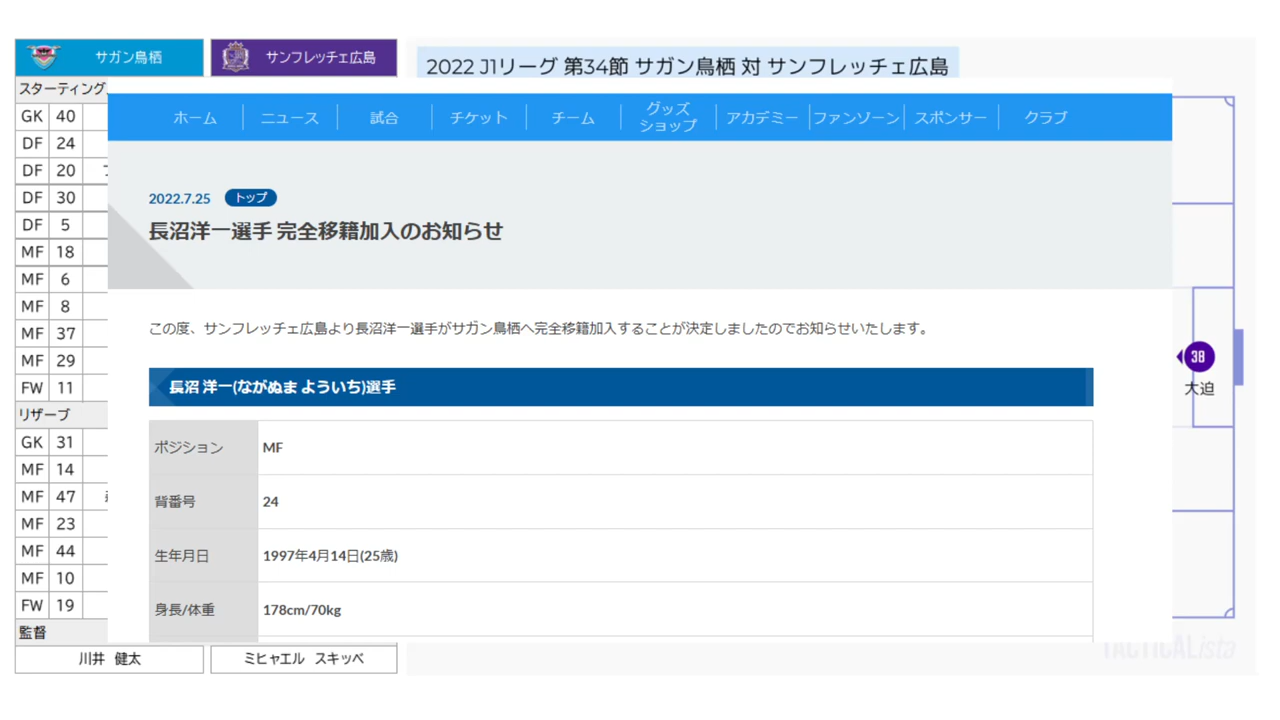 サガン鳥栖
サンフレッチェ広島
2022 J1リーグ 第34節 サガン鳥栖 対 サンフレッチェ広島
スターティング
GK 40
DF 24
DF 20
DF 30
DF 5
MF 18
MF 6
MF 8
MF 37
MF 29
FW 11
リザーブ
GK 31
MF 14
MF 47
MF 23
MF 44
MF 10
FW 19
監督
川井 健太
ミヒャエル スキッベ
ホーム
ニュース
試合
チケット
チーム
グッズ
ショップ
アカデミー
ファンゾーン
スポンサー
クラブ
2022.7.25 トップ
長沼洋一選手 完全移籍加入のお知らせ
この度、サンフレッチェ広島より長沼洋一選手がサガン鳥栖へ完全移籍加入することが決定しましたのでお知らせいたします。
長沼 洋一(ながぬま よういち)選手
ポジション MF
背番号 24
生年月日 1997年4月14日(25歳)
身長/体重 178cm/70kg
38
大迫
TACTICALista